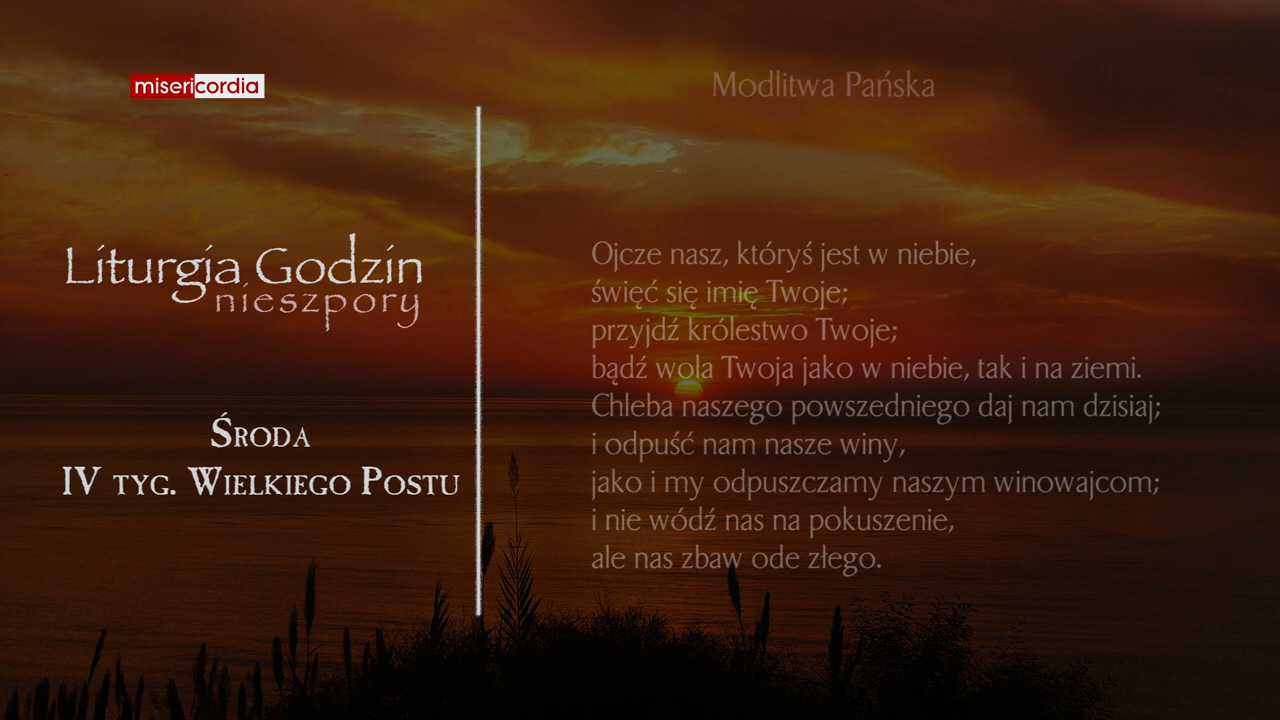 misericordia
Liturgia Godzin
nieszpory
Środa
IV tyg. Wielkiego Postu
Modlitwa Pańska
Ojcze nasz, któryś jest w niebie,
święć się imię Twoje;
przyjdź królestwo Twoje;
bądź wola Twoja jako w niebie, tak i na ziemi.
Chleba naszego powszedniego daj nam dzisiaj;
i odpuść nam nasze winy,
jako i my odpuszczamy naszym winowajcom;
i nie wódź nas na pokuszenie,
ale nas zbaw ode złego.